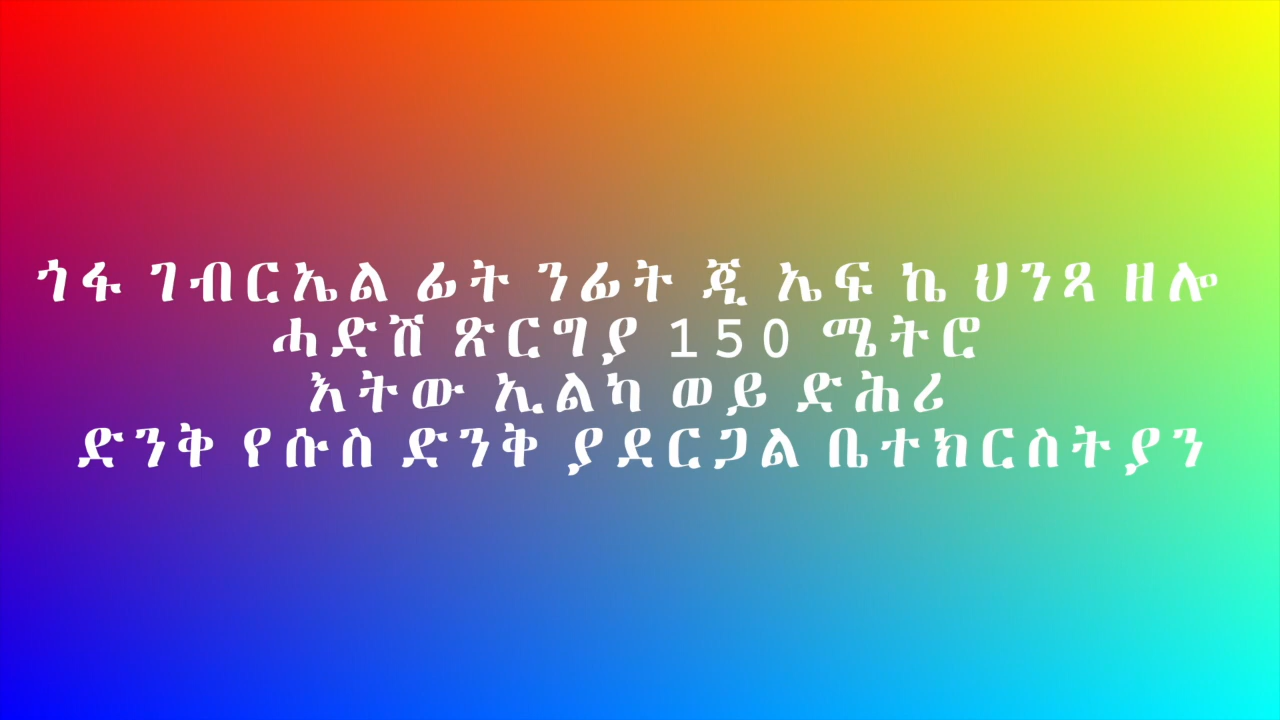 ጎፋ ገብርኤል ፊት ንፊት ጂ ኤፍ ኬ ህንጻ ዘሎ
ሓድሽ ጽርግያ 150 ሜትሮ
እትው ኢልካ ወይ ድሕሪ
ድንቅ የሱስ ድንቅ ያደርጋል ቤተክርስትያን